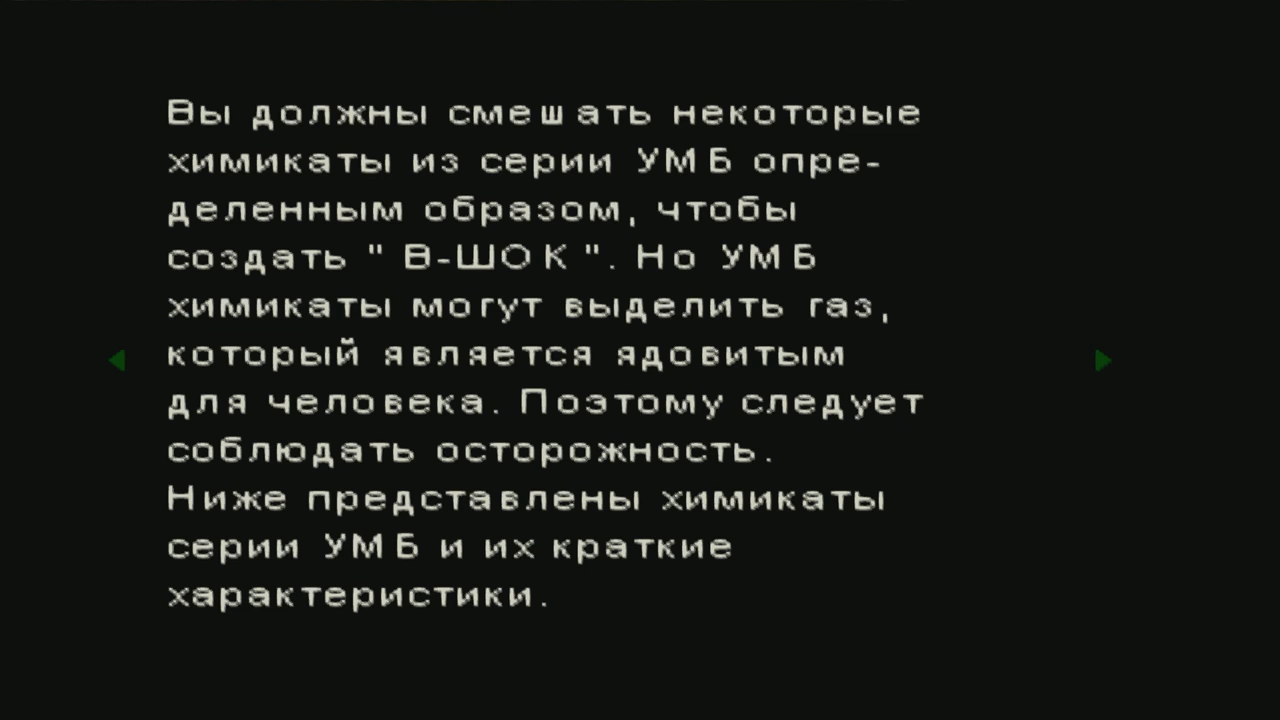 Вы должны смешать некоторые
химикаты из серии УМБ опре-
деленным образом, чтобы
создать " В-ШОК ". Но УМБ
химикаты могут выделить газ,
который является ядовитым
для человека. Поэтому следует
соблюдать осторожность.
Ниже представлены химикаты
серии УМБ и их краткие
характеристики.